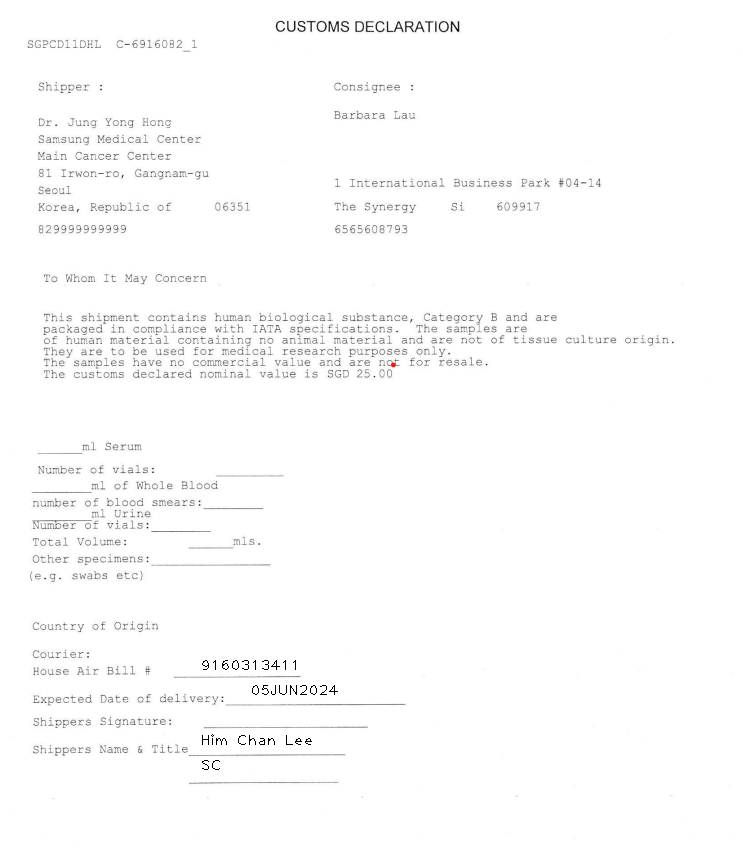 CUSTOMS DECLARATION
SGPCD11DHL C-6916082_1
Shipper :
Consignee :
Dr. Jung Yong Hong
Barbara Lau
Samsung Medical Center
Main Cancer Center
81 Irwon-ro, Gangnam-gu
Seoul
1 International Business Park #04-14
Korea, Republic of 06351
The Synergy Si 609917
829999999999
6565608793
To Whom It May Concern
This shipment contains human biological substance, Category B and are
packaged in compliance with IATA specifications. The samples are
of human material containing no animal material and are not of tissue culture origin.
They are to be used for medical research purposes only.
The samples have no commercial value and are not for resale.
The customs declared nominal value is SGD 25.00
______ml Serum
Number of vials: _________
________ml of Whole Blood
number of blood smears:________
________ml Urine
Number of vials:________
Total Volume: ______mls.
Other specimens:________________
(e.g. swabs etc)
Country of Origin
Courier:
House Air Bill # 9160313411
Expected Date of delivery: 05JUN2024
Shippers Signature: ______________________
Shippers Name & Title Him Chan Lee
SC